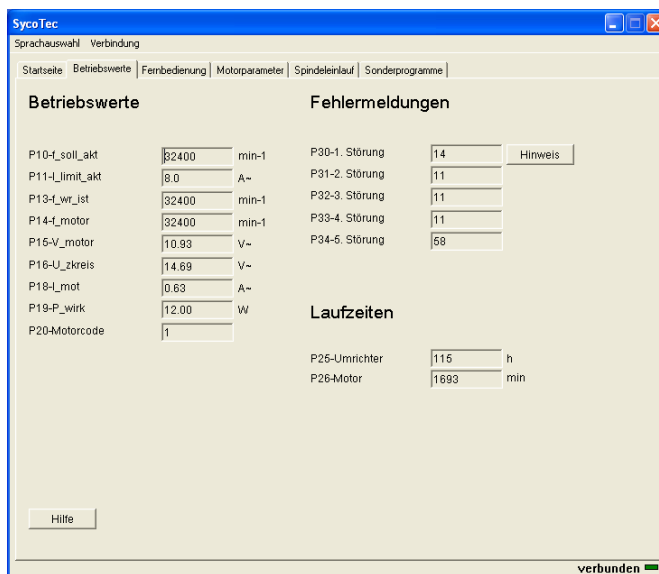 SycoTec
Sprachauswahl Verbindung
Startseite Betriebswerte Fernbedienung Motorparameter Spindeleinlauf Sonderprogramme
Betriebswerte
P10-f_soll_akt 32400 min-1
P11-I_limit_akt 8.0 A~
P13-f_wr_ist 32400 min-1
P14-f_motor 32400 min-1
P15-V_motor 10.93 V~
P16-U_zkreis 14.69 V~
P18-I_mot 0.63 A~
P19-P_wirk 12.00 W
P20-Motorcode 1
Hilfe
Fehlermeldungen
P30-1. Störung 14 Hinweis
P31-2. Störung 11
P32-3. Störung 11
P33-4. Störung 11
P34-5. Störung 58
Laufzeiten
P25-Umrichter 115 h
P26-Motor 1693 min
verbunden